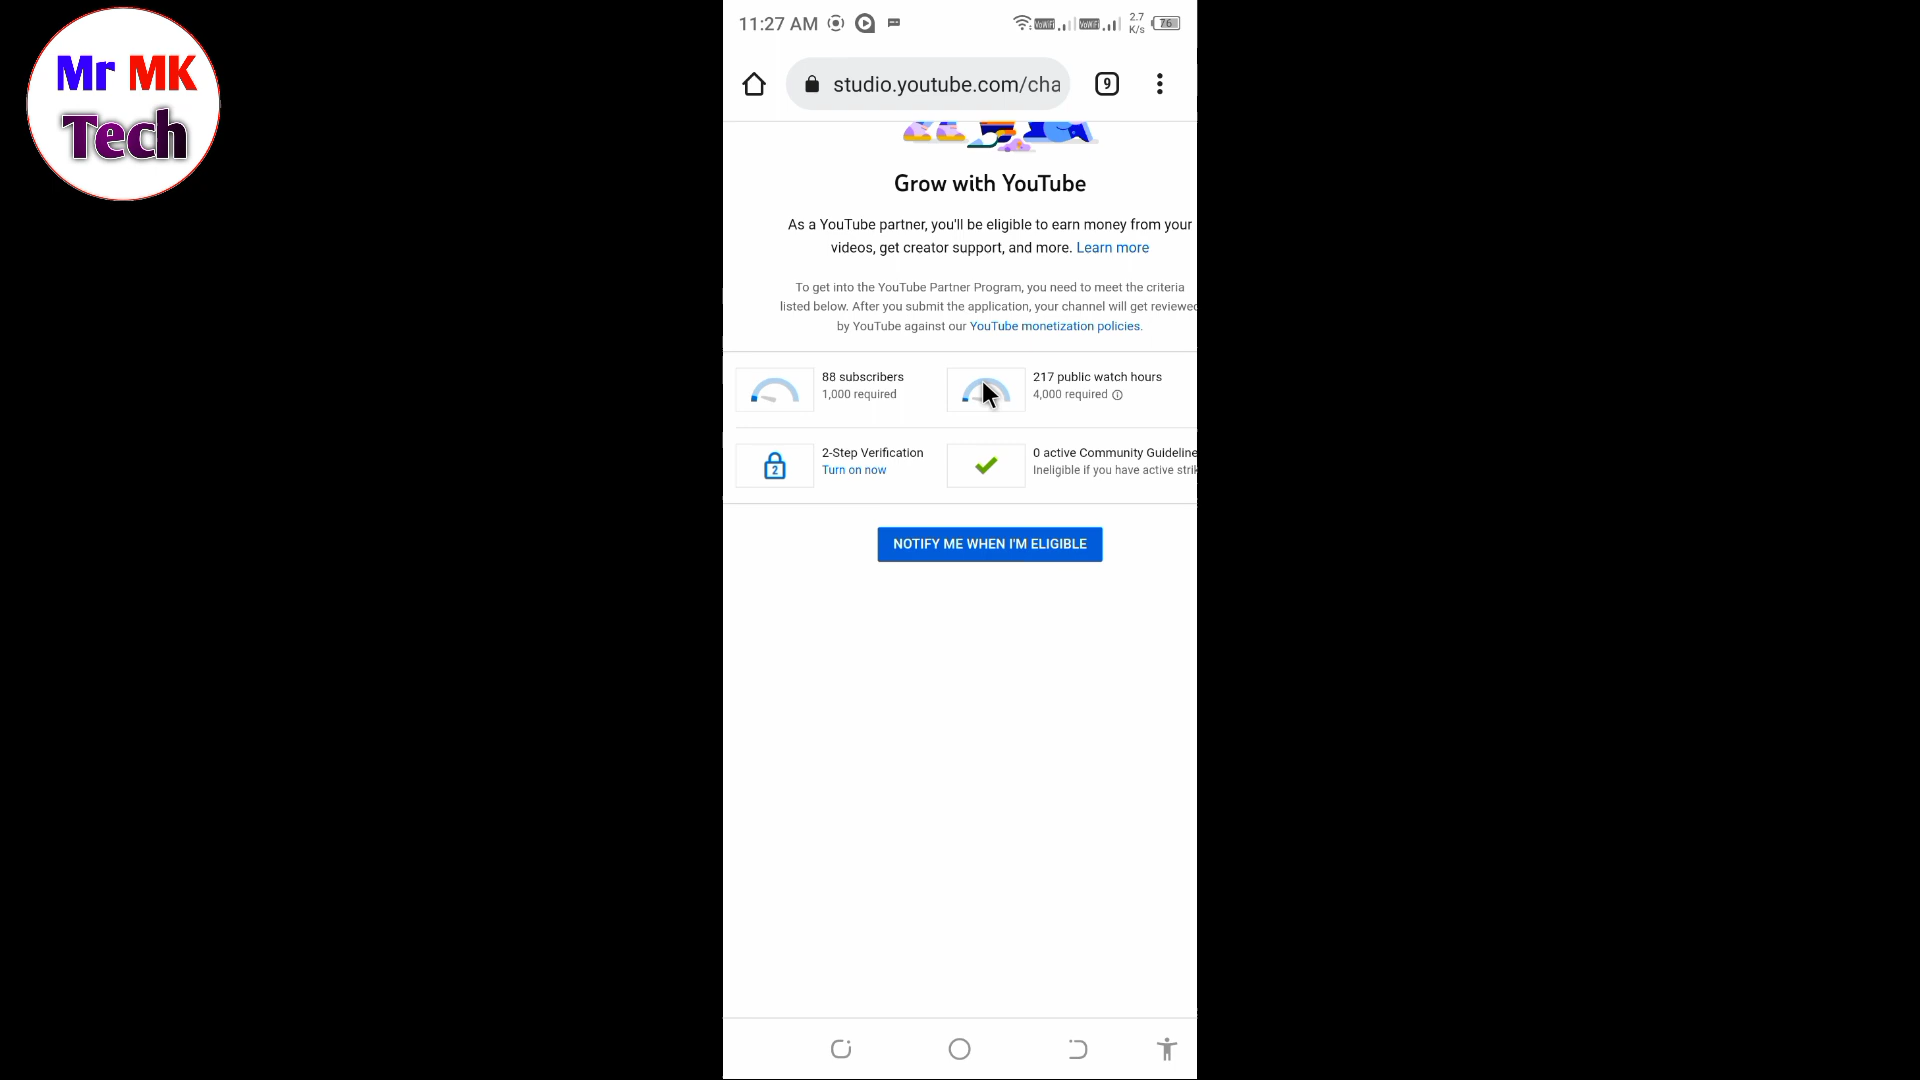 Mr MK
Tech
11:27 AM
VoWiFi
VoWiFi
2.7
K/s
76
studio.youtube.com/cha
9
Grow with YouTube
As a YouTube partner, you'll be eligible to earn money from your
videos, get creator support, and more. Learn more
To get into the YouTube Partner Program, you need to meet the criteria
listed below. After you submit the application, your channel will get reviewed
by YouTube against our YouTube monetization policies.
88 subscribers
1,000 required
217 public watch hours
4,000 required
2
2-Step Verification
Turn on now
0 active Community Guideline
Ineligible if you have active strik
NOTIFY ME WHEN I'M ELIGIBLE